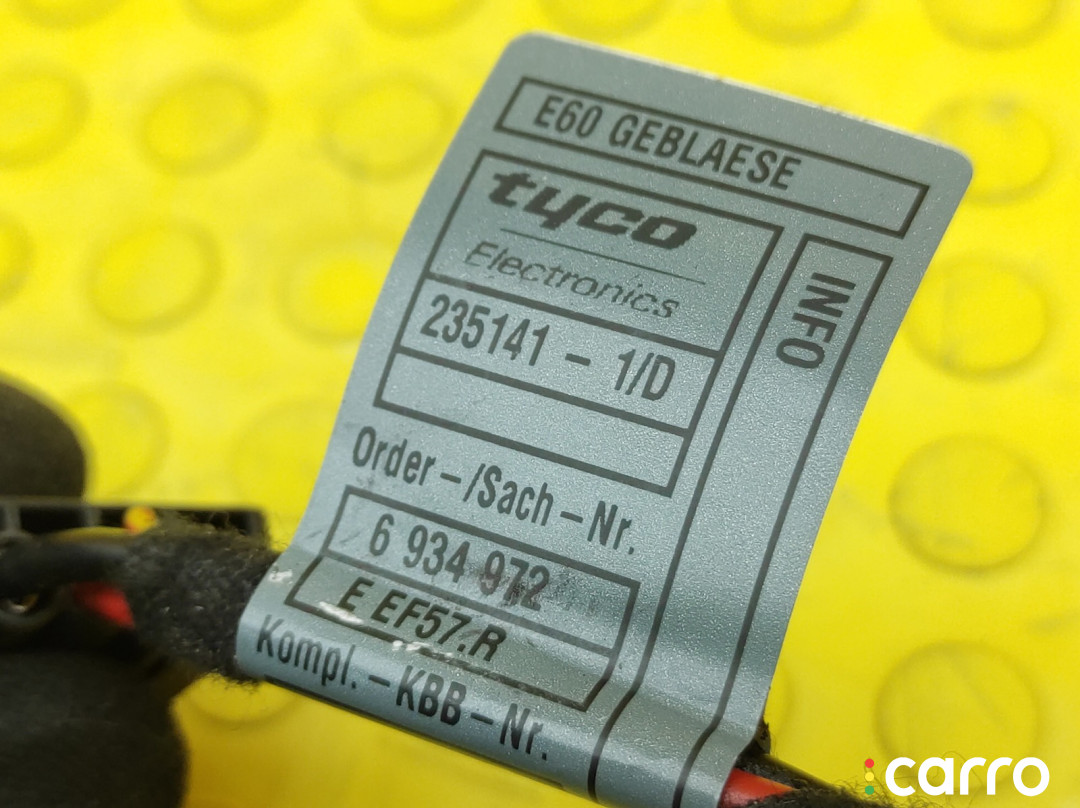 E60 GEBLAESE
tyco
Electronics
INFO
235141 - 1/D
Order-/Sach-Nr.
6 934 972
E EF57.R
Kompl.-KBB-Nr.
carro